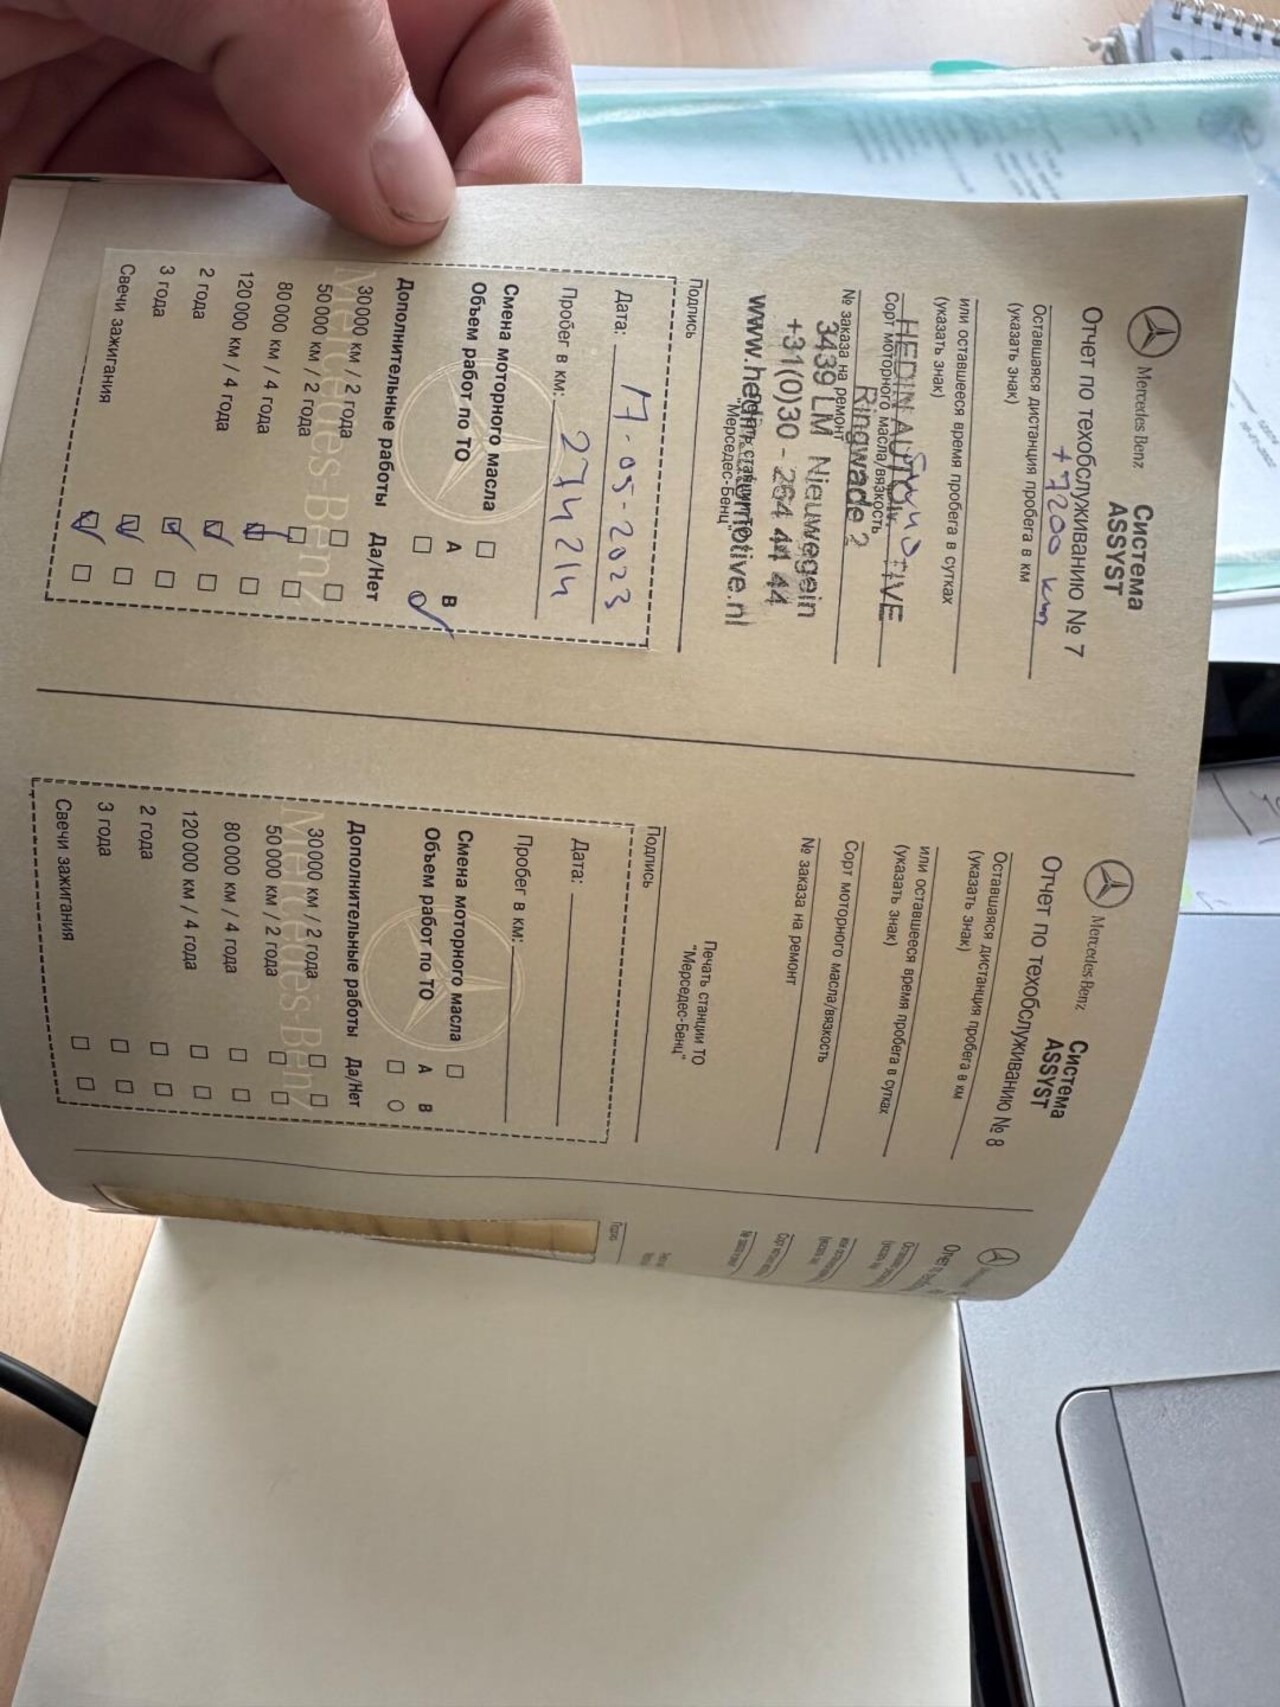 Mercedes Benz
Система
ASSYST
Отчет по техобслуживанию № 7
+7200 km
Оставшаяся дистанция пробега в км
(указать знак)
или оставшееся время пробега в сутках
(указать знак)
HEDIN AUTOMOTIVE
Сорт моторного масла/вязкость
Ringwade 2
№ заказа на ремонт
3439 LM Nieuwegein
+31(0)30 - 264 44 44
www.hedinautomotive.nl
Печать станции ТО
"Мерседес-Бенц"
Подпись
Дата: 17-05-2023
Пробег в км: 274214
Смена моторного масла
Объем работ по ТО A B
Дополнительные работы Да/Нет
30000 км / 2 года
50 000 км / 2 года
80 000 км / 4 года
120 000 км / 4 года
2 года
3 года
Свечи зажигания
Mercedes-Benz
Mercedes Benz
Система
ASSYST
Отчет по техобслуживанию № 8
Оставшаяся дистанция пробега в км
(указать знак)
или оставшееся время пробега в сутках
(указать знак)
Сорт моторного масла/вязкость
№ заказа на ремонт
Печать станции ТО
"Мерседес-Бенц"
Подпись
Дата:
Пробег в км:
Смена моторного масла
Объем работ по ТО A B
Дополнительные работы Да/Нет
30000 км / 2 года
50 000 км / 2 года
80 000 км / 4 года
120 000 км / 4 года
2 года
3 года
Свечи зажигания
Mercedes-Benz